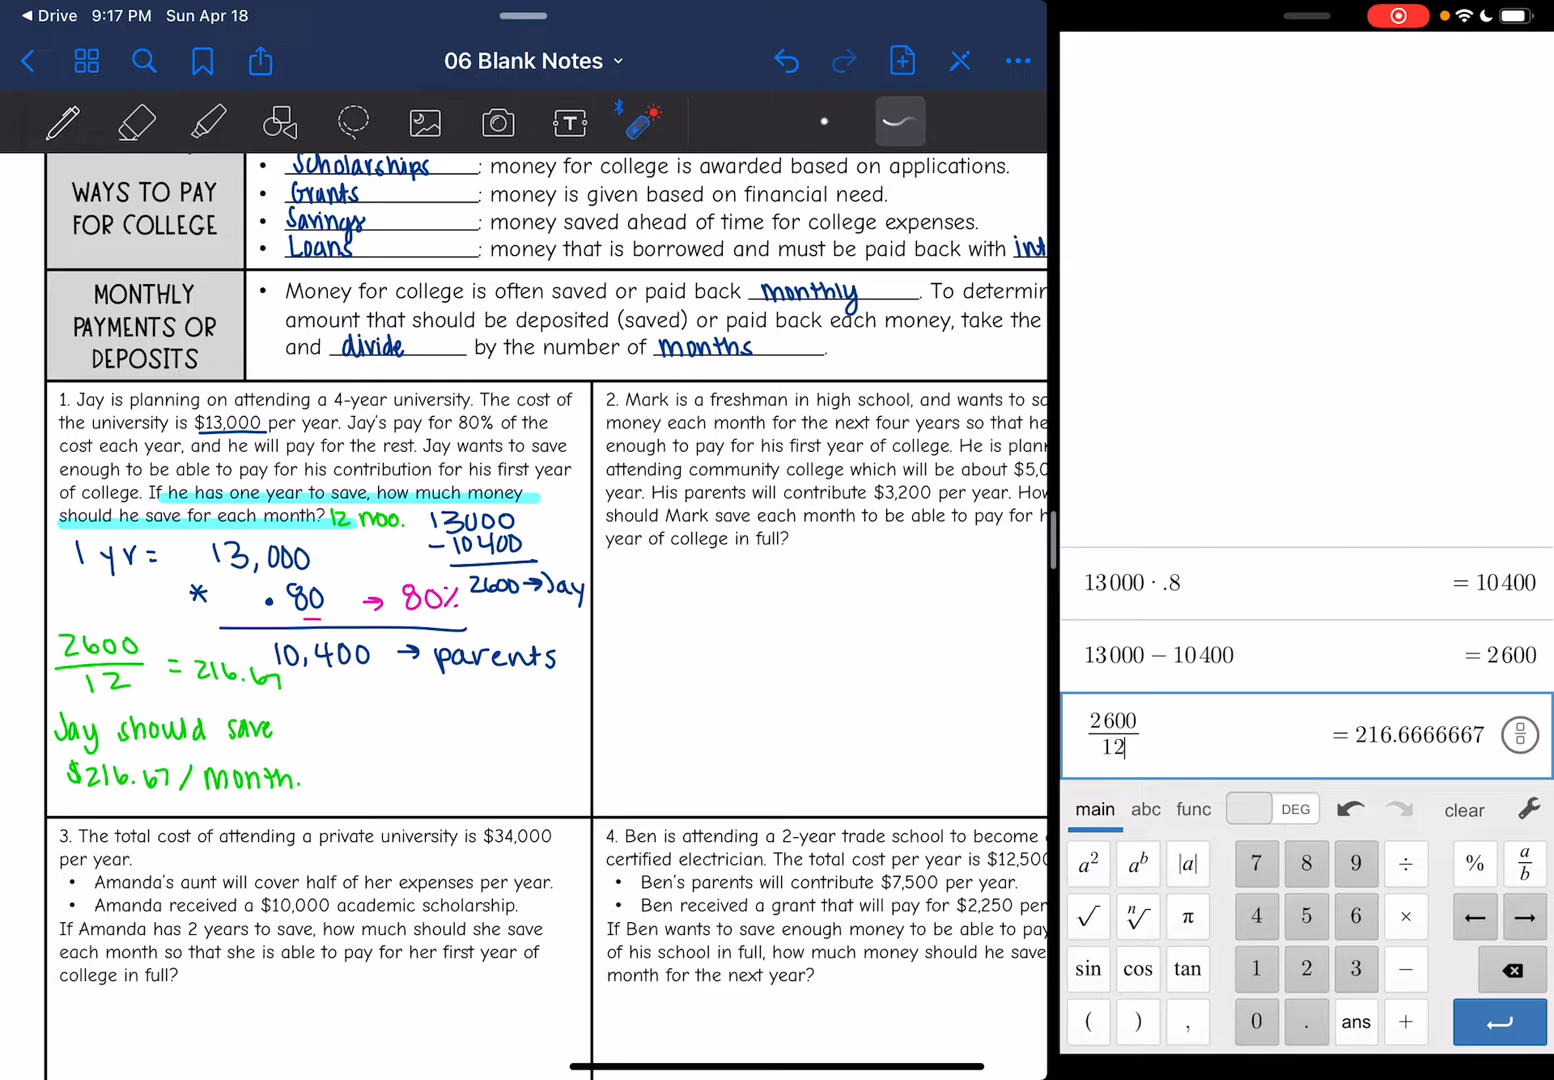 Drive 9:17 PM Sun Apr 18
06 Blank Notes
T
WAYS TO PAY
FOR COLLEGE
• Scholarships: money for college is awarded based on applications.
• Grants: money is given based on financial need.
• Savings: money saved ahead of time for college expenses.
• Loans: money that is borrowed and must be paid back with int
MONTHLY
PAYMENTS OR
DEPOSITS
• Money for college is often saved or paid back monthly. To determin
amount that should be deposited (saved) or paid back each money, take the
and divide by the number of months.
1. Jay is planning on attending a 4-year university. The cost of
the university is $13,000 per year. Jay's pay for 80% of the
cost each year, and he will pay for the rest. Jay wants to save
enough to be able to pay for his contribution for his first year
of college. If he has one year to save, how much money
should he save for each month? 12 moo.
13000
- 10400
2600 → Jay
1 yr = 13,000
* .80 → 80%
10,400 → parents
2600
12
= 216.67
Jay should save
$216.67 / month.
2. Mark is a freshman in high school, and wants to sa
money each month for the next four years so that he
enough to pay for his first year of college. He is plan
attending community college which will be about $5,0
year. His parents will contribute $3,200 per year. How
should Mark save each month to be able to pay for h
year of college in full?
3. The total cost of attending a private university is $34,000
per year.
• Amanda's aunt will cover half of her expenses per year.
• Amanda received a $10,000 academic scholarship.
If Amanda has 2 years to save, how much should she save
each month so that she is able to pay for her first year of
college in full?
4. Ben is attending a 2-year trade school to become
certified electrician. The total cost per year is $12,500
• Ben's parents will contribute $7,500 per year.
• Ben received a grant that will pay for $2,250 per
If Ben wants to save enough money to be able to pay
of his school in full, how much money should he save
month for the next year?
13000 · .8 = 10400
13000 − 10400 = 2600
2600
12
= 216.6666667
main abc func DEG clear
a² aᵇ |a| 7 8 9 ÷ % a/b
√ ⁿ√ π 4 5 6 × ← →
sin cos tan 1 2 3 −
( ) , 0 . ans +